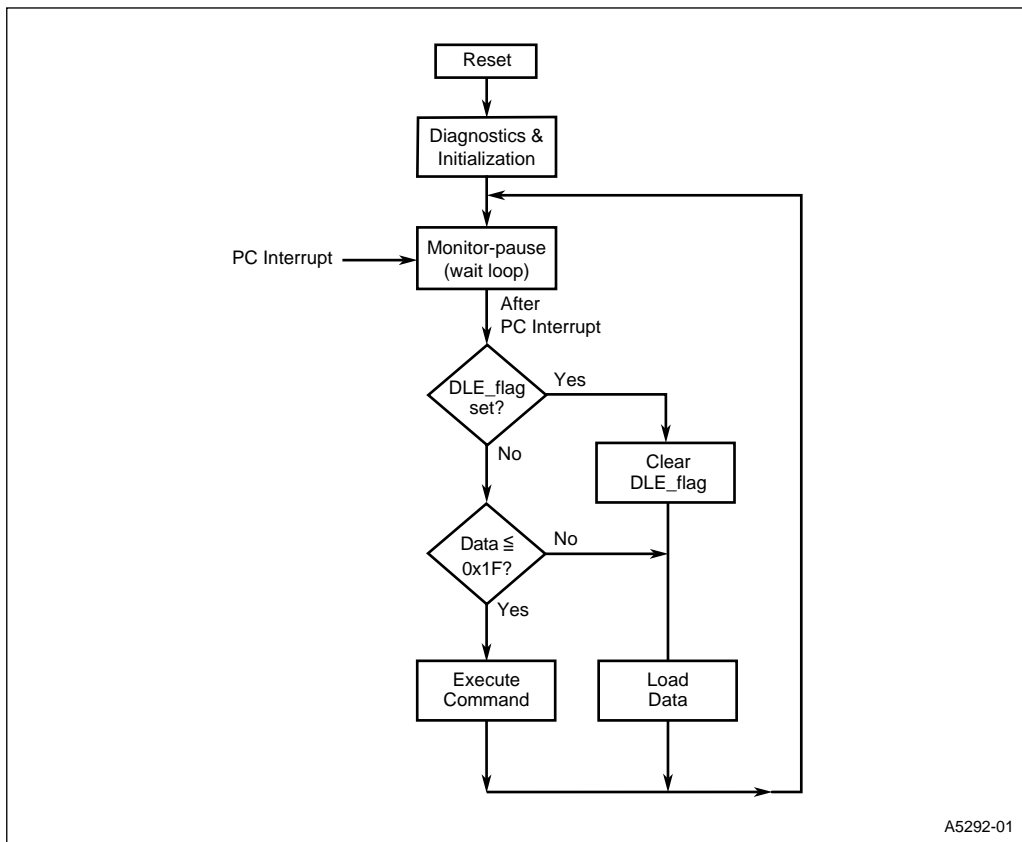 Reset
Diagnostics &
Initialization
PC Interrupt
Monitor-pause
(wait loop)
After
PC Interrupt
DLE_flag
set?
Yes
No
Clear
DLE_flag
Data ≦
0x1F?
No
Yes
Execute
Command
Load
Data
A5292-01